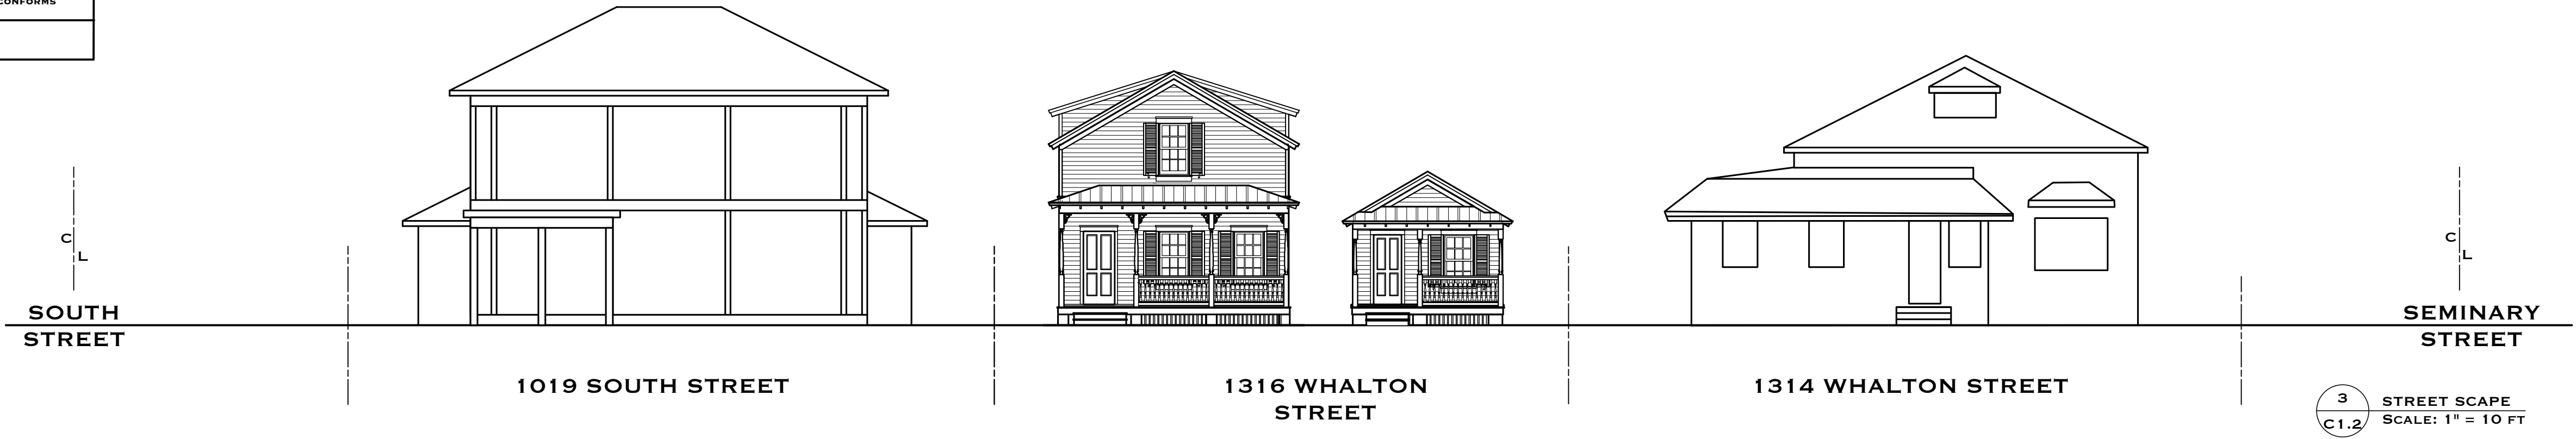 CONFORMS
C
L
SOUTH
STREET
1019 SOUTH STREET
1316 WHALTON
STREET
1314 WHALTON STREET
C
L
SEMINARY
STREET
3
C1.2
STREET SCAPE
SCALE: 1" = 10 FT